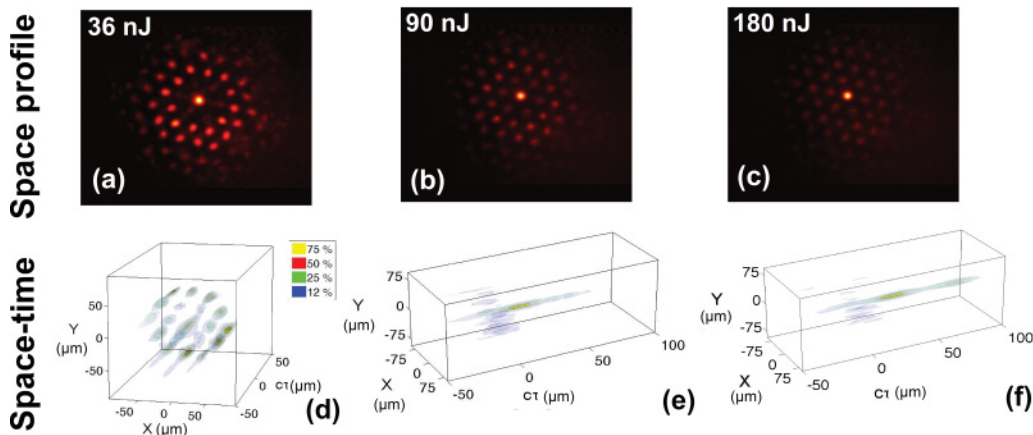 Space profile
36 nJ
(a)
90 nJ
(b)
180 nJ
(c)
Space-time
75 %
50 %
25 %
12 %
50
0
-50
Y
(µm)
-50
0
50
X (µm)
50
0
cτ(µm)
(d)
75
0
-75
Y
(µm)
-75
0
75
X
(µm)
-50
0
50
100
cτ (µm)
(e)
75
0
-75
Y
(µm)
-75
0
75
X
(µm)
-50
0
50
100
cτ (µm)
(f)